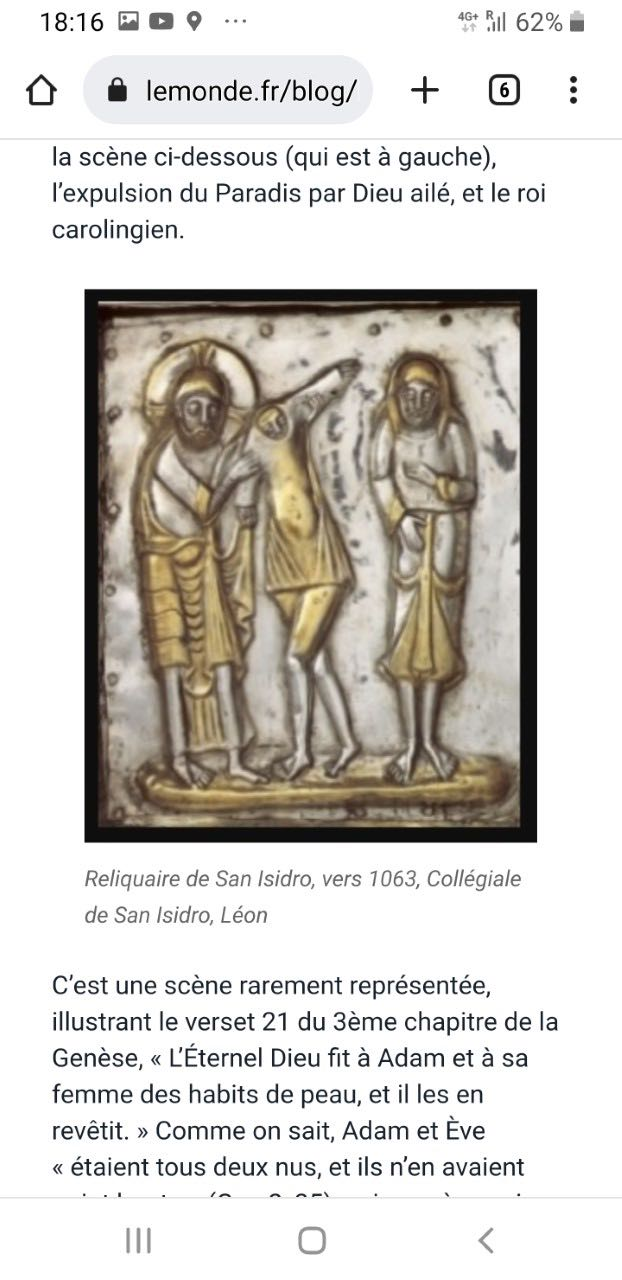 18:16
4G+ R 62%
lemonde.fr/blog/
6
la scène ci-dessous (qui est à gauche),
l’expulsion du Paradis par Dieu ailé, et le roi
carolingien.
Reliquaire de San Isidro, vers 1063, Collégiale
de San Isidro, Léon
C’est une scène rarement représentée,
illustrant le verset 21 du 3ème chapitre de la
Genèse, « L’Éternel Dieu fit à Adam et à sa
femme des habits de peau, et il les en
revêtit. » Comme on sait, Adam et Ève
« étaient tous deux nus, et ils n’en avaient